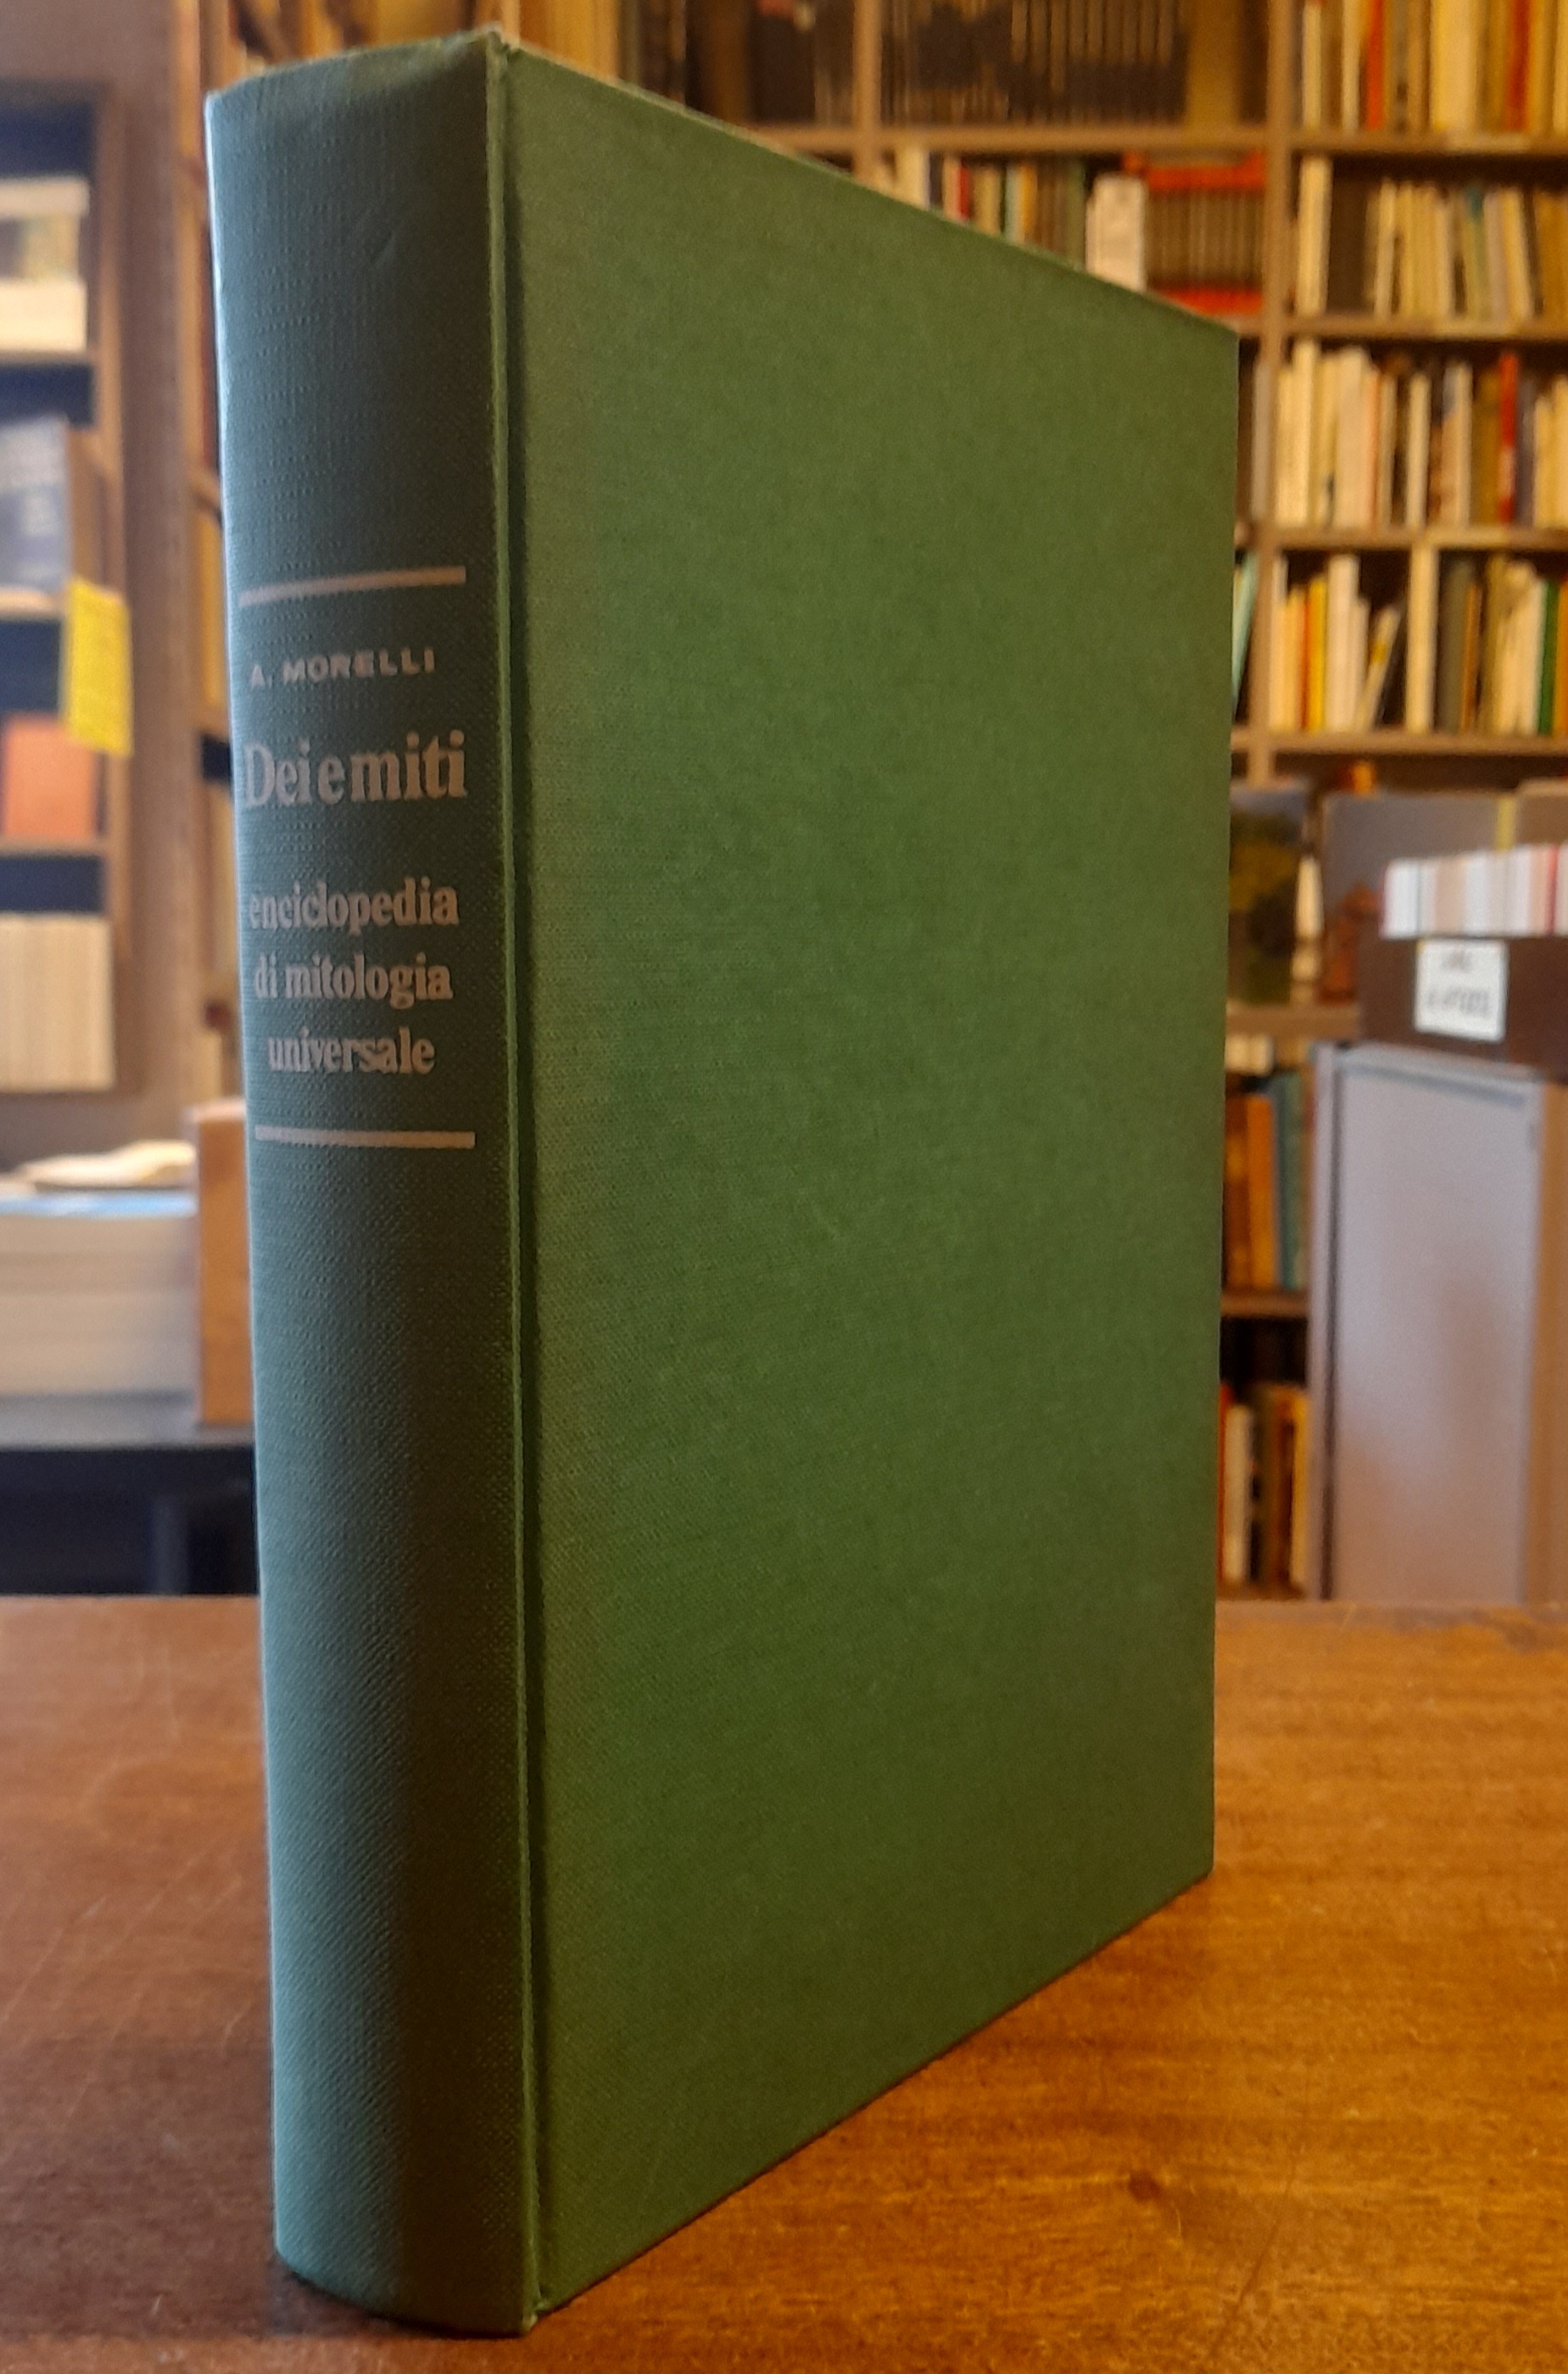 A. MORELLI
Dei e miti
enciclopedia
di mitologia
universale